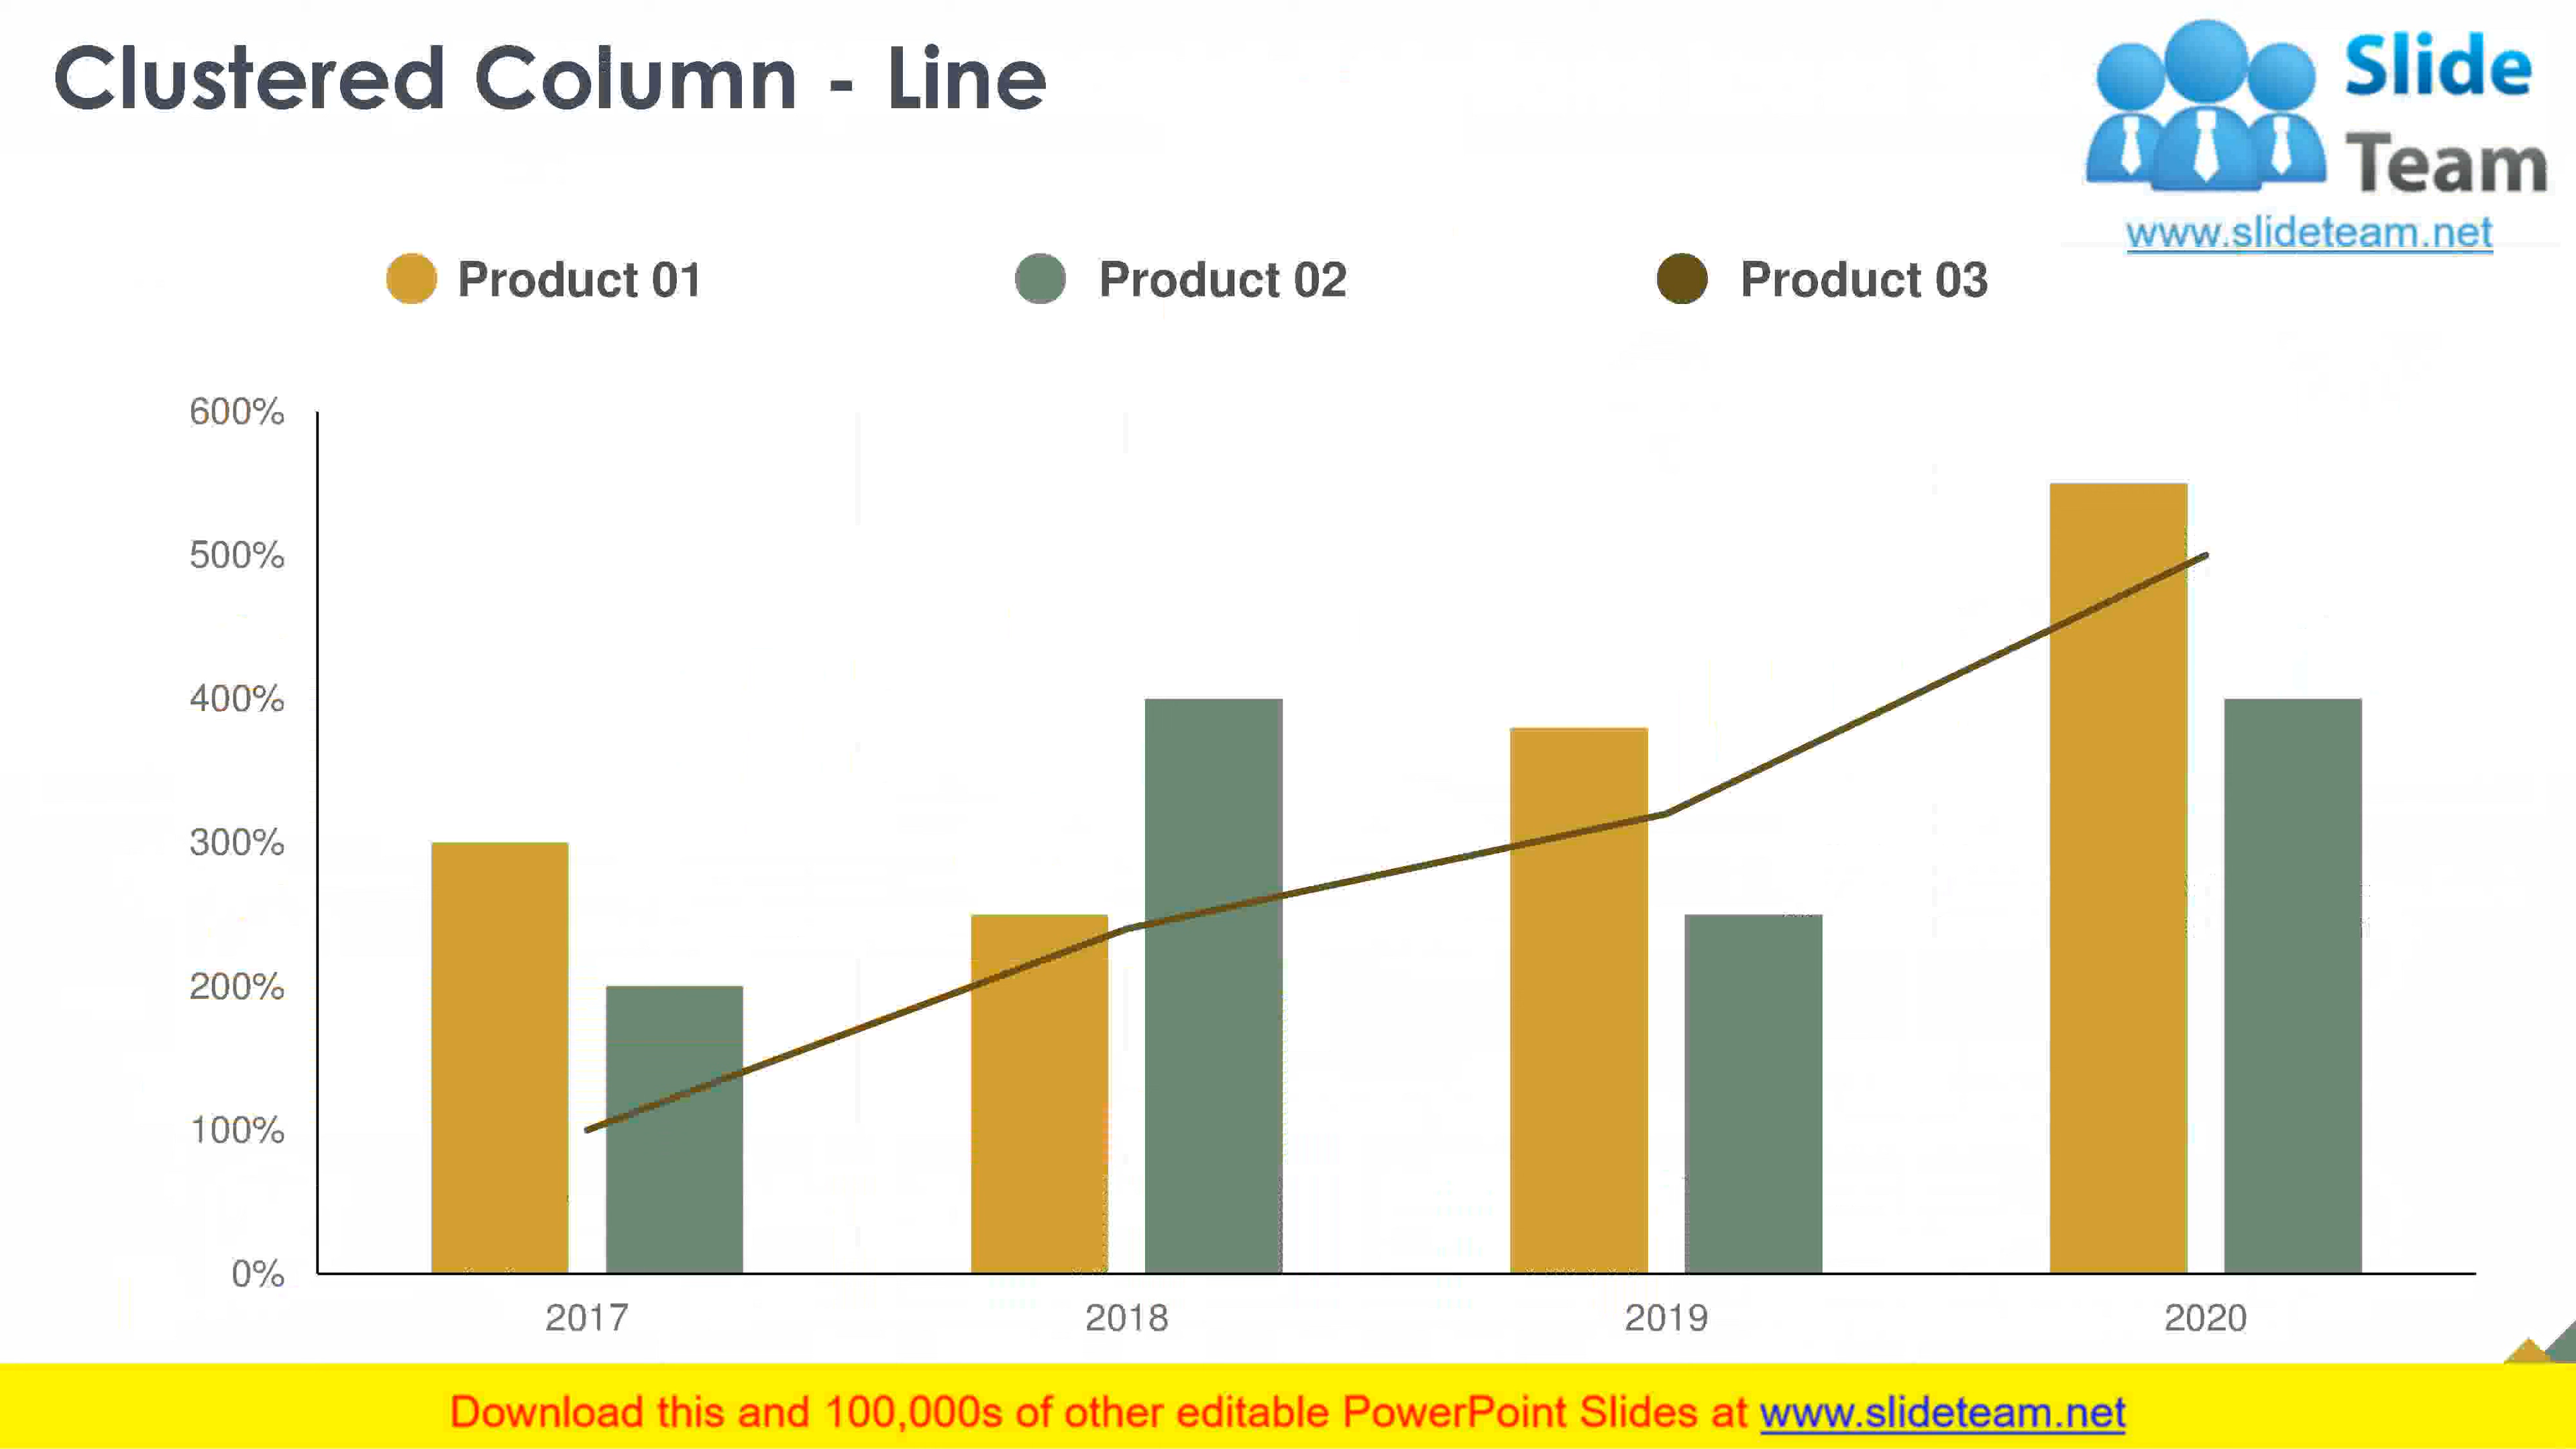 Clustered Column - Line
Slide
Team
www.slideteam.net
Product 01
Product 02
Product 03
600%
500%
400%
300%
200%
100%
0%
2017
2018
2019
2020
Download this and 100,000s of other editable PowerPoint Slides at www.slideteam.net